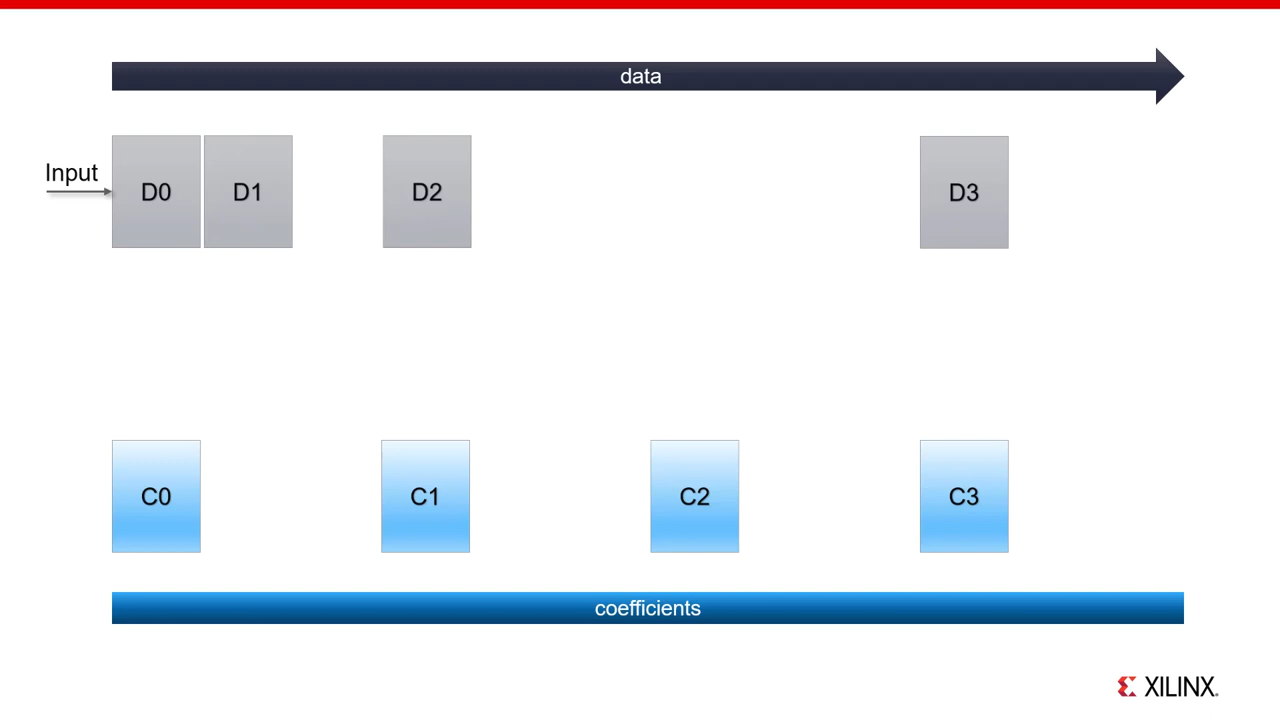 data
Input
D0
D1
D2
D3
C0
C1
C2
C3
coefficients
XILINX.